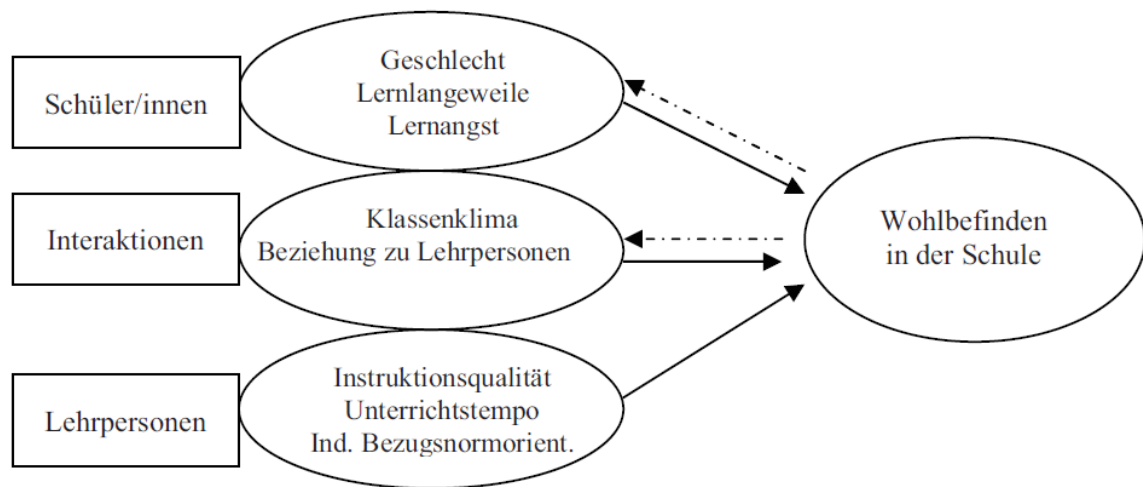 Schüler/innen
Geschlecht
Lernlangeweile
Lernangst
Interaktionen
Klassenklima
Beziehung zu Lehrpersonen
Wohlbefinden
in der Schule
Lehrpersonen
Instruktionsqualität
Unterrichtstempo
Ind. Bezugsnormorient.